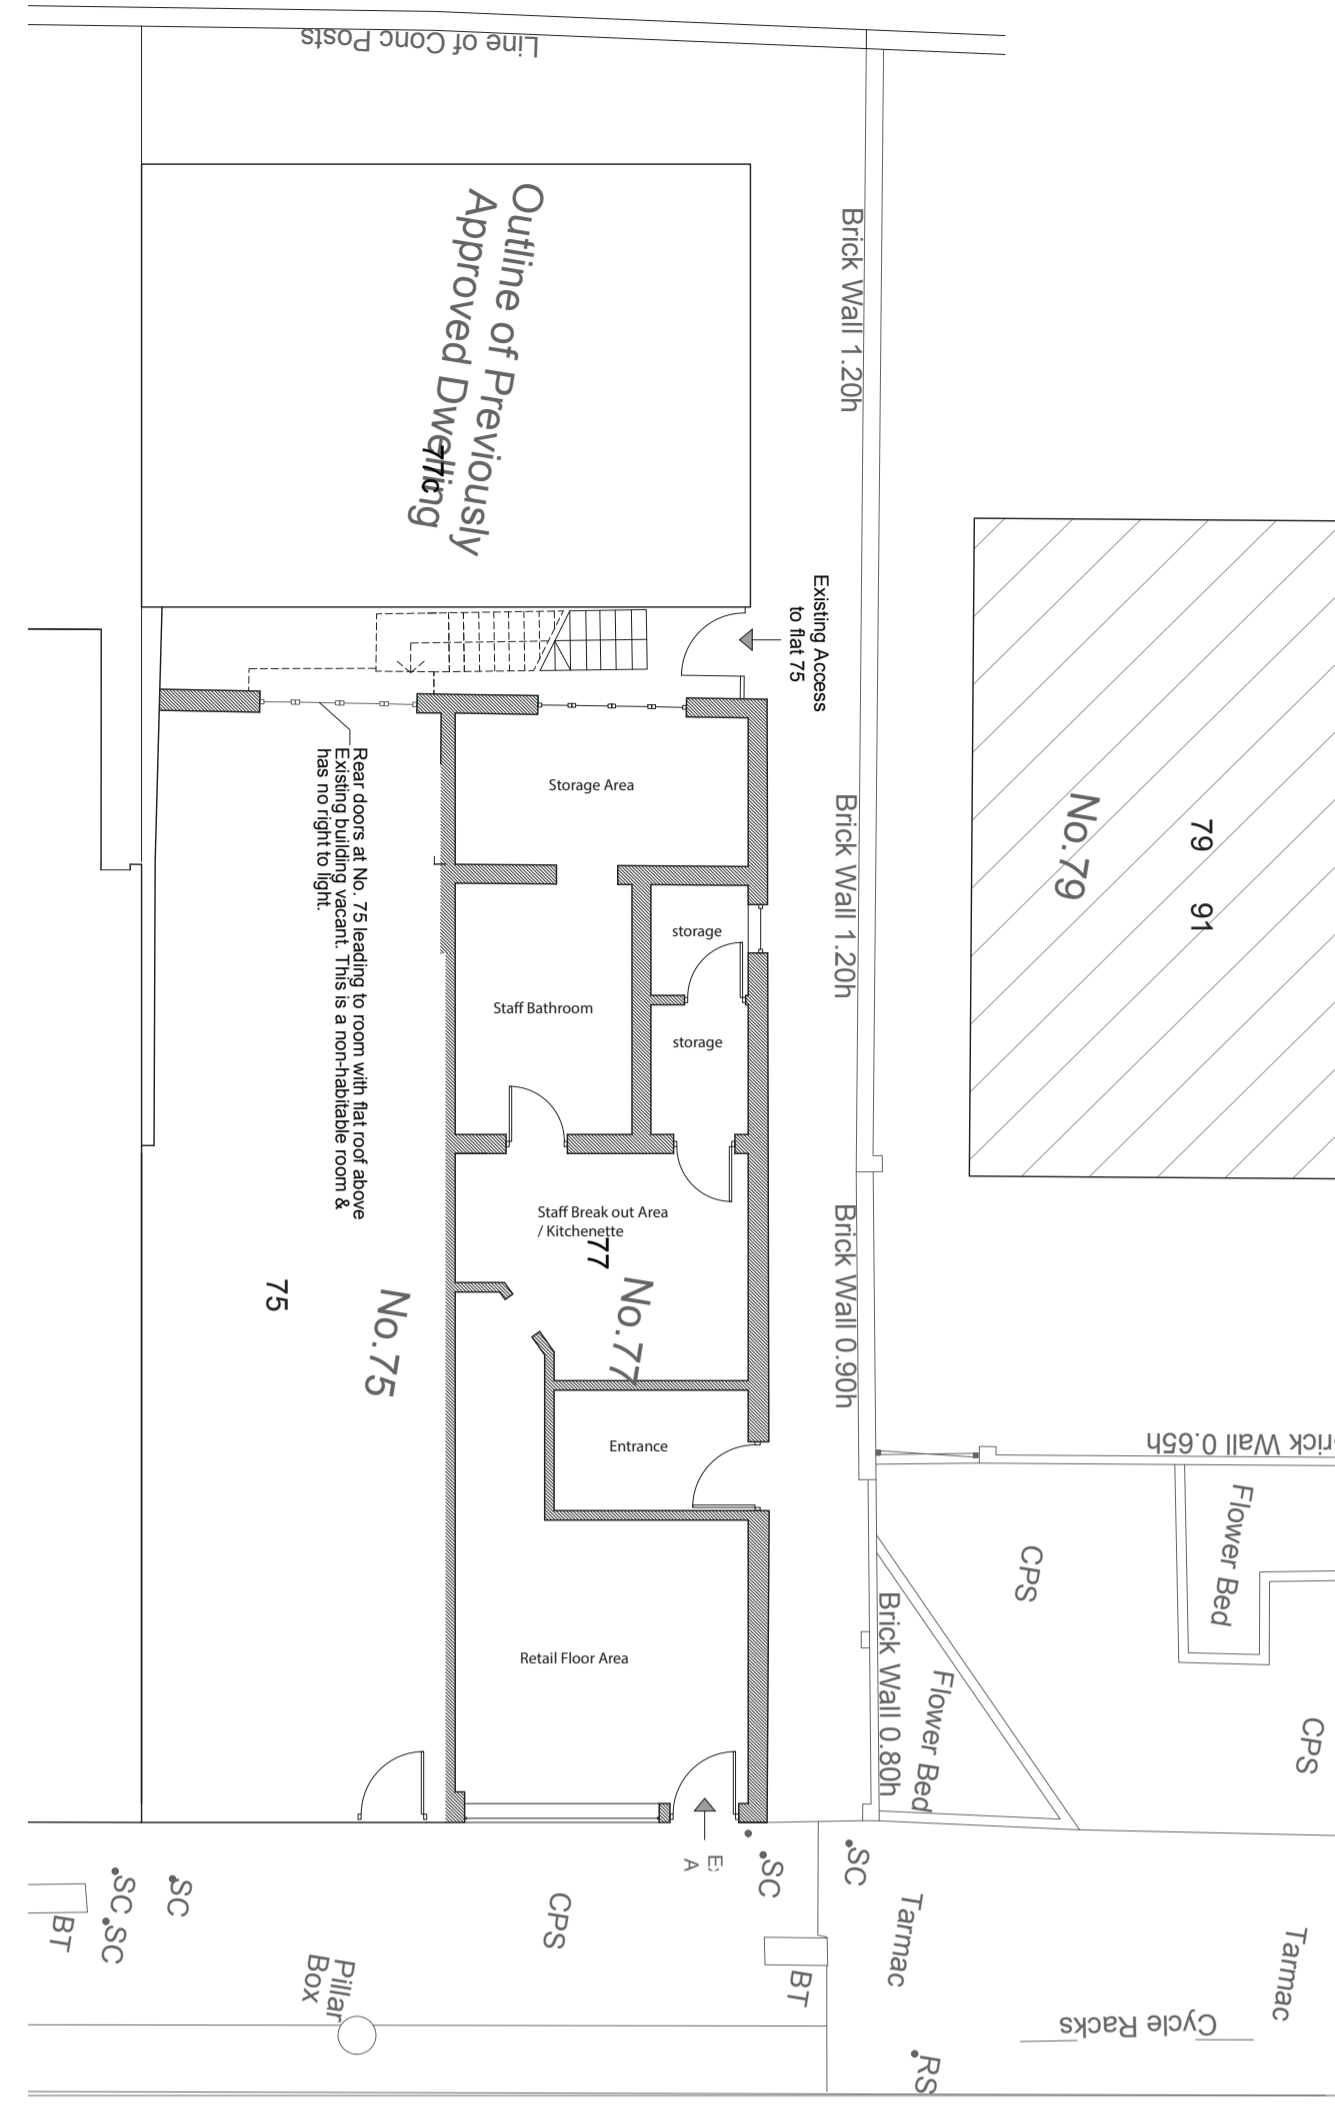 Line of Conc Posts
Brick Wall 1.20h
Outline of Previously
Approved Dwelling
77c
Existing Access
to flat 75
Storage Area
Rear doors at No. 75 leading to room with flat roof above
Existing building vacant. This is a non-habitable room &
has no right to light.
Brick Wall 1.20h
No.79
79
91
storage
Staff Bathroom
storage
Staff Break out Area
/ Kitchenette
77
No.77
75
No.75
Brick Wall 0.90h
Wall 0.65h
Entrance
CPS
Flower Bed
Retail Floor Area
Brick Wall 0.80h
Flower Bed
CPS
E
A
SC
SC
SC
SC
SC
BT
CPS
Tarmac
Tarmac
BT
Pillar
Box
Cycle Racks
RS